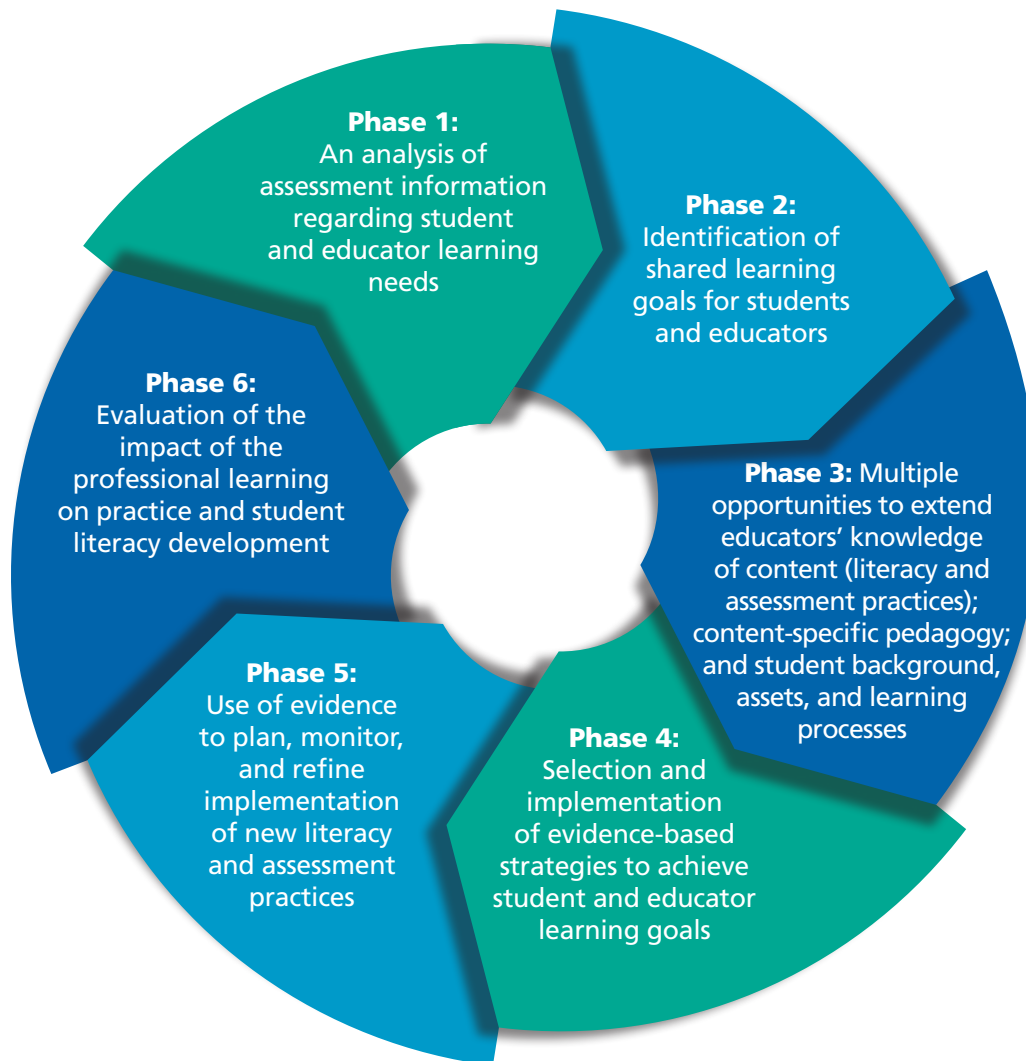 Phase 1:
An analysis of
assessment information
regarding student
and educator learning
needs
Phase 2:
Identification of
shared learning
goals for students
and educators
Phase 3: Multiple
opportunities to extend
educators’ knowledge
of content (literacy and
assessment practices);
content-specific pedagogy;
and student background,
assets, and learning
processes
Phase 4:
Selection and
implementation
of evidence-based
strategies to achieve
student and educator
learning goals
Phase 5:
Use of evidence
to plan, monitor,
and refine
implementation
of new literacy
and assessment
practices
Phase 6:
Evaluation of the
impact of the
professional learning
on practice and student
literacy development